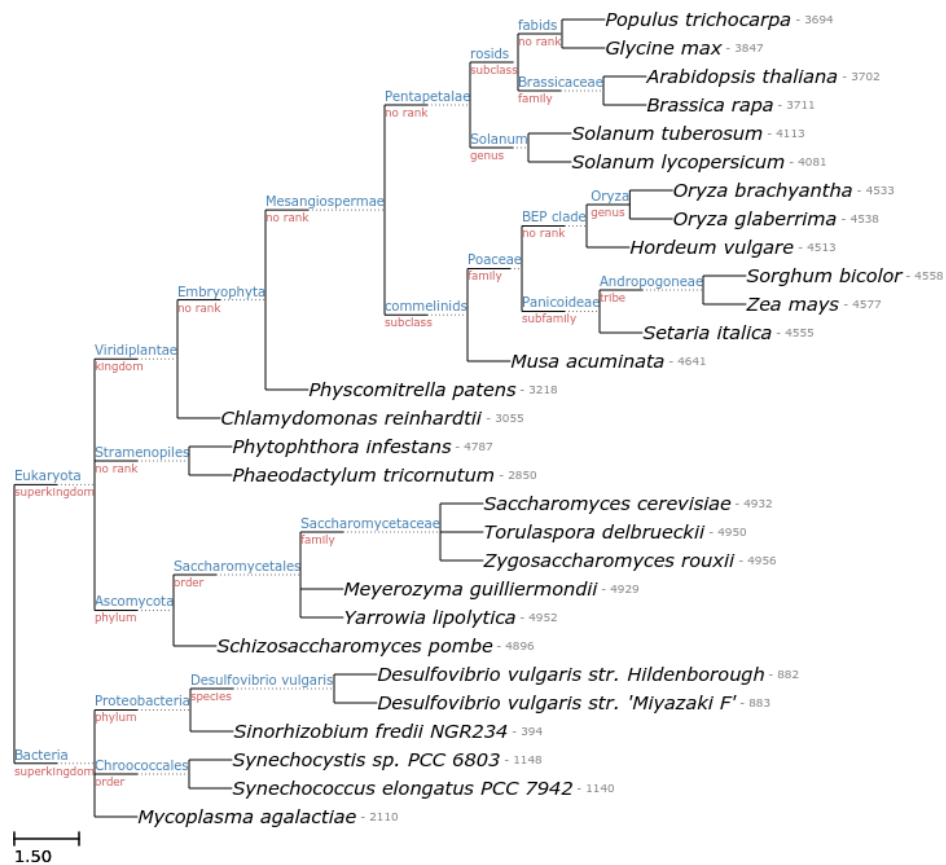 fabids
no rank
Populus trichocarpa - 3694
Glycine max - 3847
rosids
subclass
Brassicaceae
family
Arabidopsis thaliana - 3702
Brassica rapa - 3711
Pentapetalae
no rank
Solanum
genus
Solanum tuberosum - 4113
Solanum lycopersicum - 4081
Mesangiospermae
no rank
Oryza
genus
Oryza brachyantha - 4533
Oryza glaberrima - 4538
BEP clade
no rank
Hordeum vulgare - 4513
Poaceae
family
Andropogoneae
tribe
Sorghum bicolor - 4558
Zea mays - 4577
Panicoideae
subfamily
Setaria italica - 4555
Embryophyta
no rank
commelinids
subclass
Musa acuminata - 4641
Viridiplantae
kingdom
Physcomitrella patens - 3218
Chlamydomonas reinhardtii - 3055
Stramenopiles
no rank
Phytophthora infestans - 4787
Phaeodactylum tricornutum - 2850
Eukaryota
superkingdom
Saccharomycetaceae
family
Saccharomyces cerevisiae - 4932
Torulaspora delbrueckii - 4950
Zygosaccharomyces rouxii - 4956
Saccharomycetales
order
Meyerozyma guilliermondii - 4929
Yarrowia lipolytica - 4952
Ascomycota
phylum
Schizosaccharomyces pombe - 4896
Desulfovibrio vulgaris
species
Desulfovibrio vulgaris str. Hildenborough - 882
Desulfovibrio vulgaris str. 'Miyazaki F' - 883
Proteobacteria
phylum
Sinorhizobium fredii NGR234 - 394
Bacteria
superkingdom
Chroococcales
order
Synechocystis sp. PCC 6803 - 1148
Synechococcus elongatus PCC 7942 - 1140
Mycoplasma agalactiae - 2110
1.50